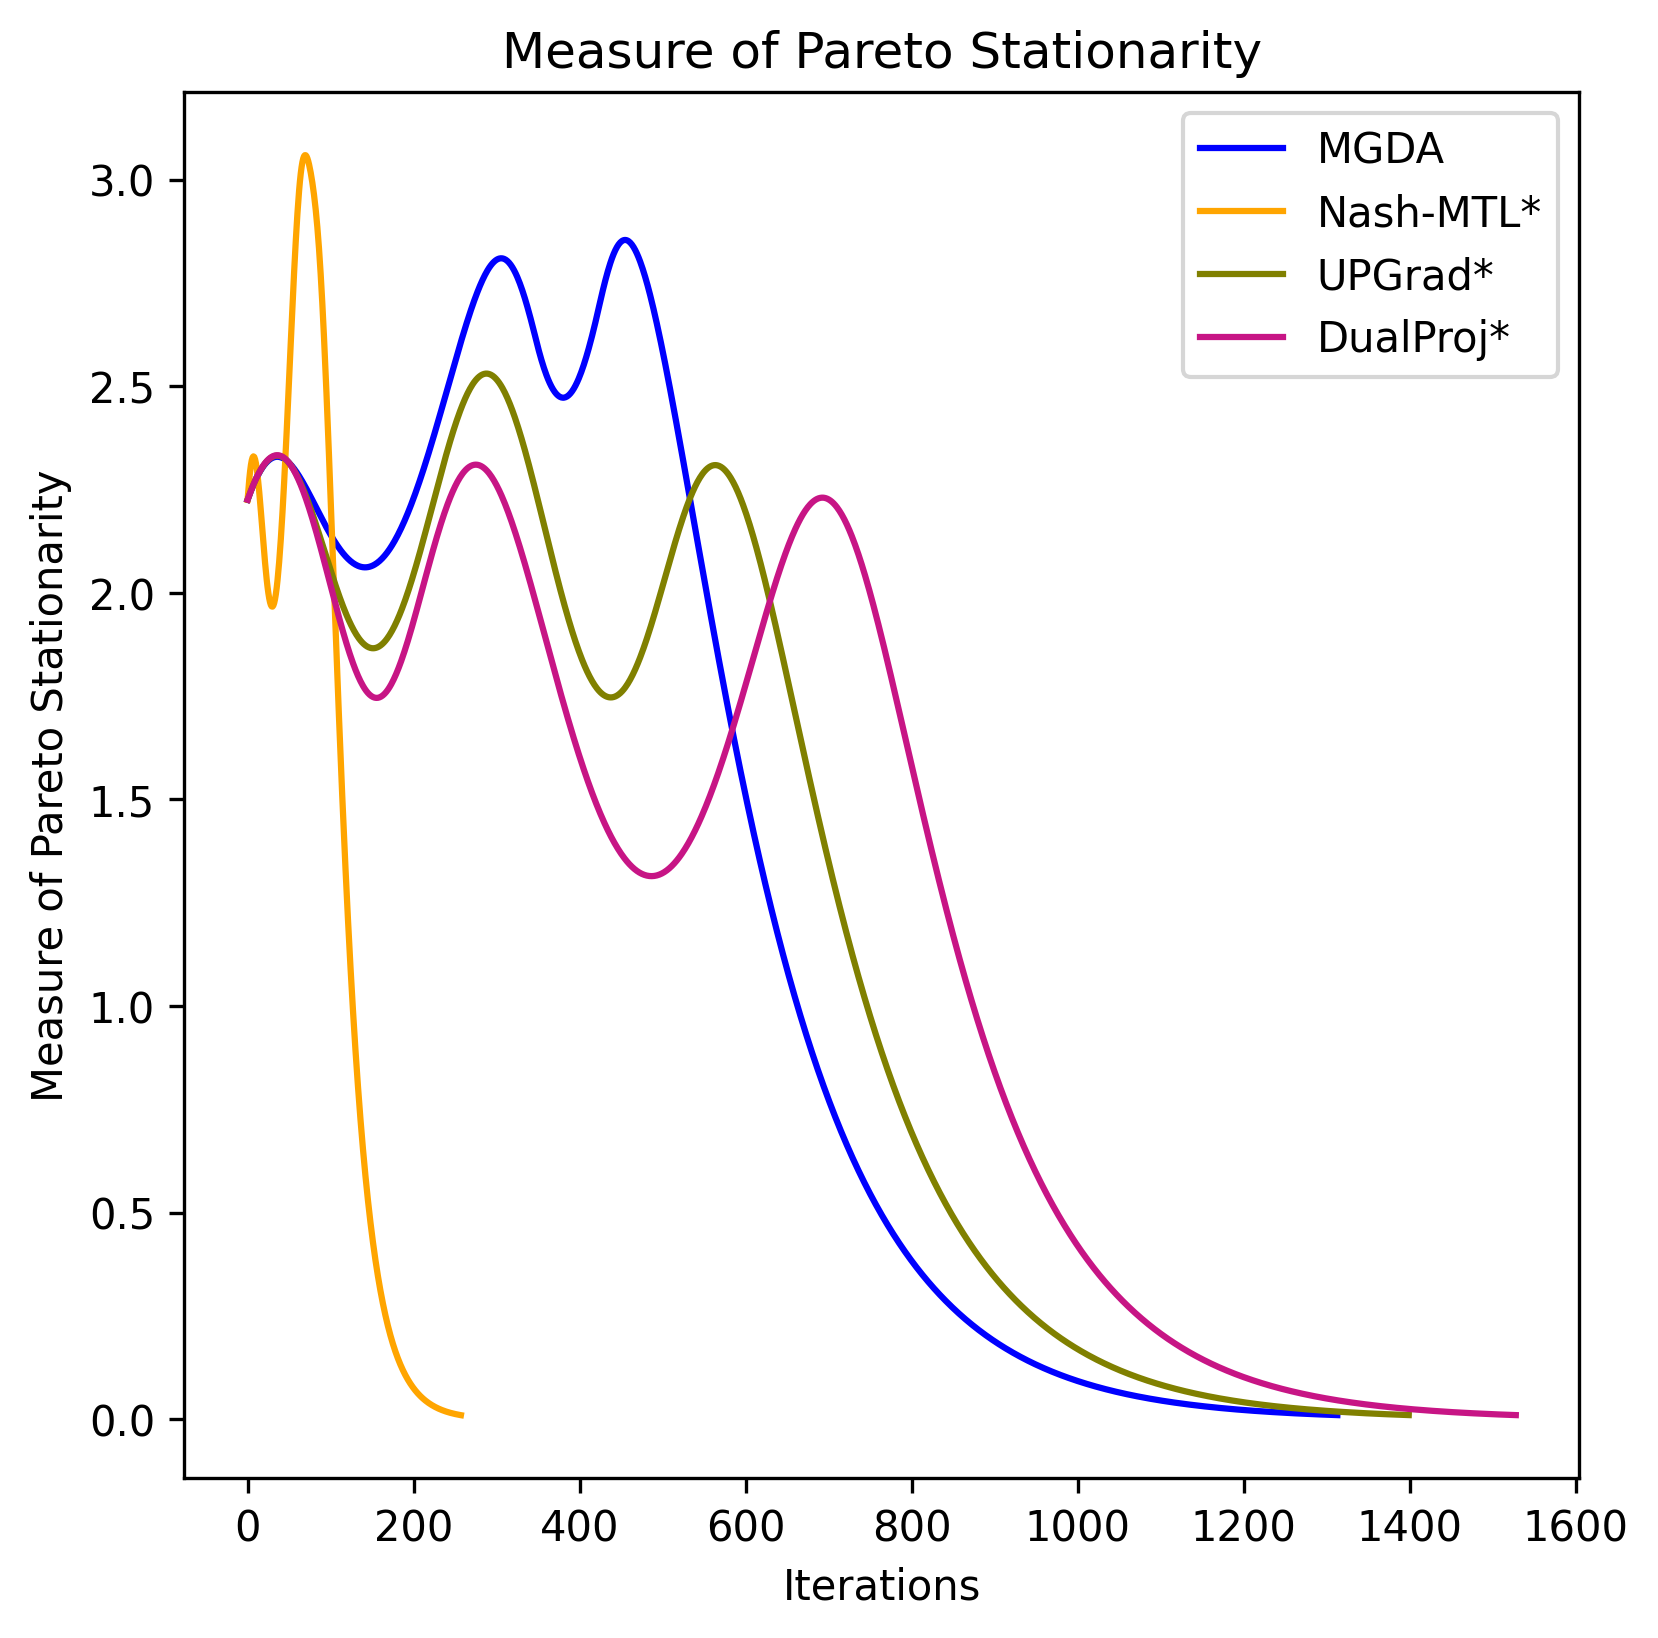 Measure of Pareto Stationarity
MGDA
Nash-MTL*
UPGrad*
DualProj*
Measure of Pareto Stationarity
3.0
2.5
2.0
1.5
1.0
0.5
0.0
0 200 400 600 800 1000 1200 1400 1600
Iterations